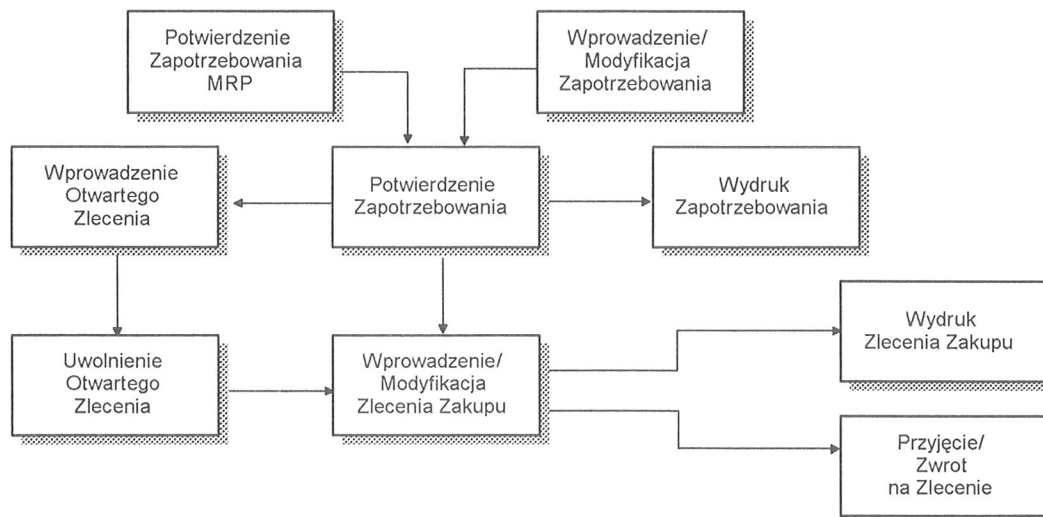 Potwierdzenie
Zapotrzebowania
MRP
Wprowadzenie/
Modyfikacja
Zapotrzebowania
Wprowadzenie
Otwartego
Zlecenia
Potwierdzenie
Zapotrzebowania
Wydruk
Zapotrzebowania
Uwolnienie
Otwartego
Zlecenia
Wprowadzenie/
Modyfikacja
Zlecenia Zakupu
Wydruk
Zlecenia Zakupu
Przyjęcie/
Zwrot
na Zlecenie